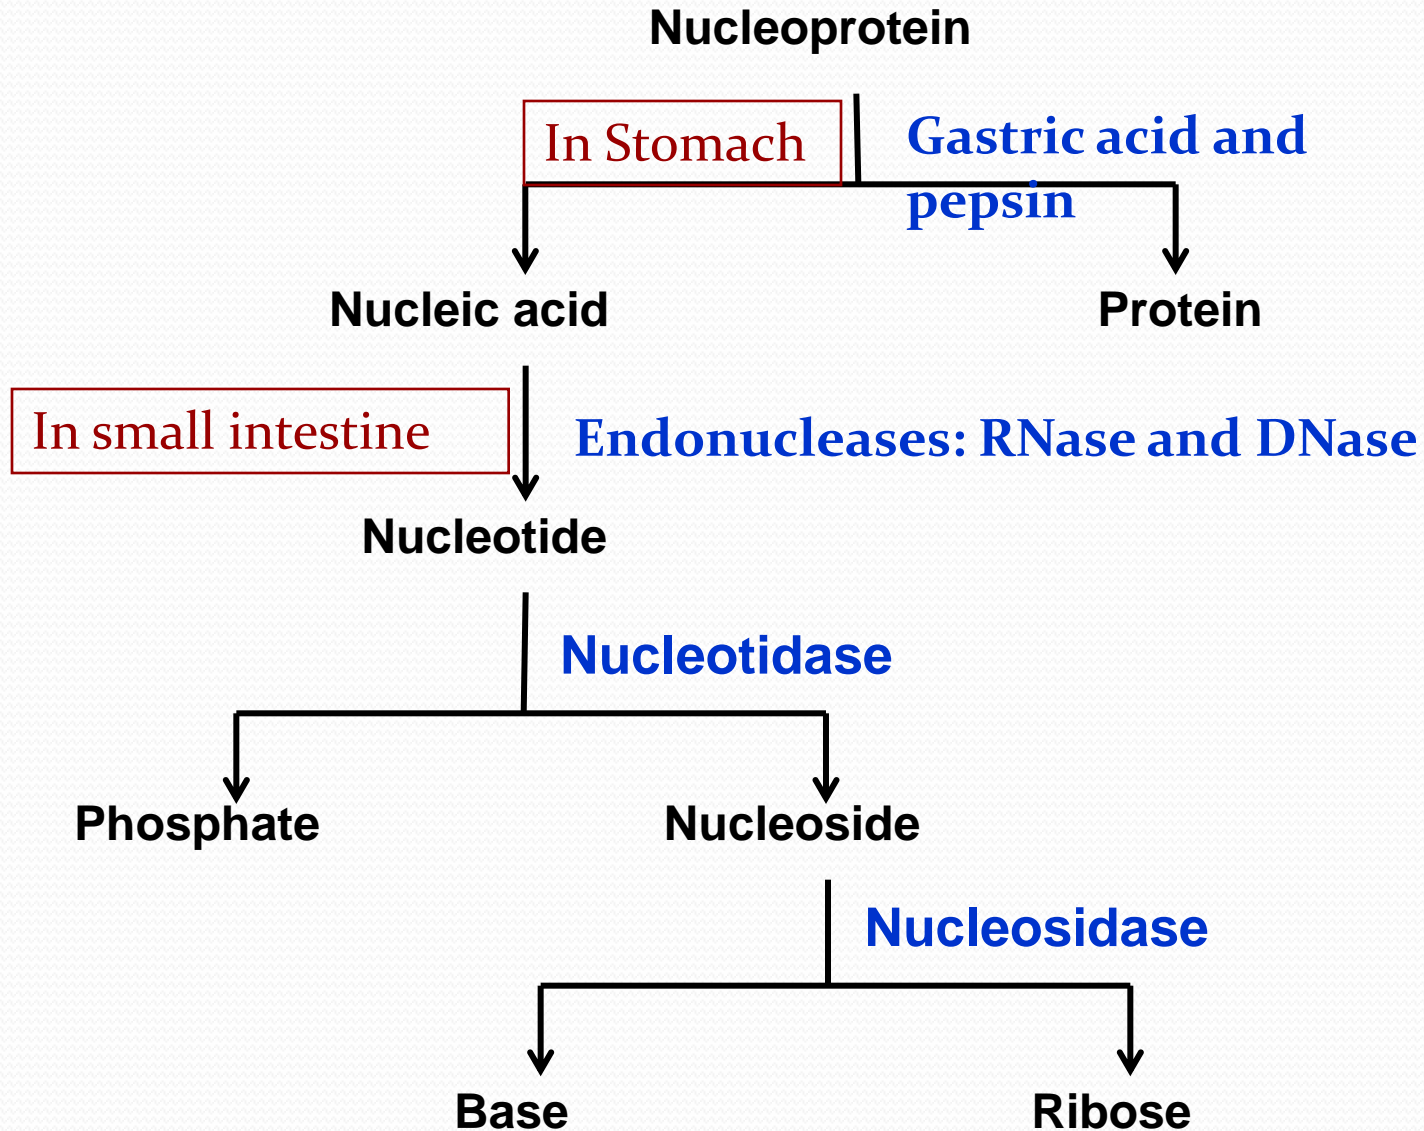 Nucleoprotein
In Stomach
Gastric acid and
pepsin
Nucleic acid
Protein
In small intestine
Endonucleases: RNase and DNase
Nucleotide
Nucleotidase
Phosphate
Nucleoside
Nucleosidase
Base
Ribose